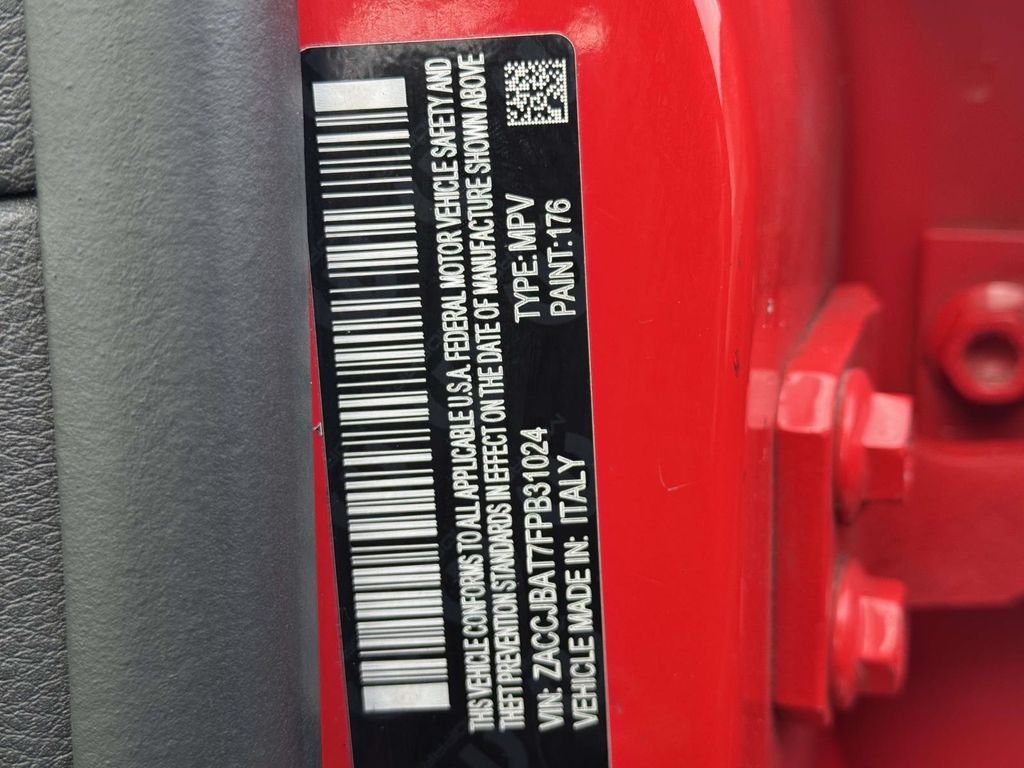 THIS VEHICLE CONFORMS TO ALL APPLICABLE U.S.A. FEDERAL MOTOR VEHICLE SAFETY AND
THEFT PREVENTION STANDARDS IN EFFECT ON THE DATE OF MANUFACTURE SHOWN ABOVE
VIN: ZACCJBAT7FPB31024 TYPE: MPV
VEHICLE MADE IN: ITALY PAINT:176